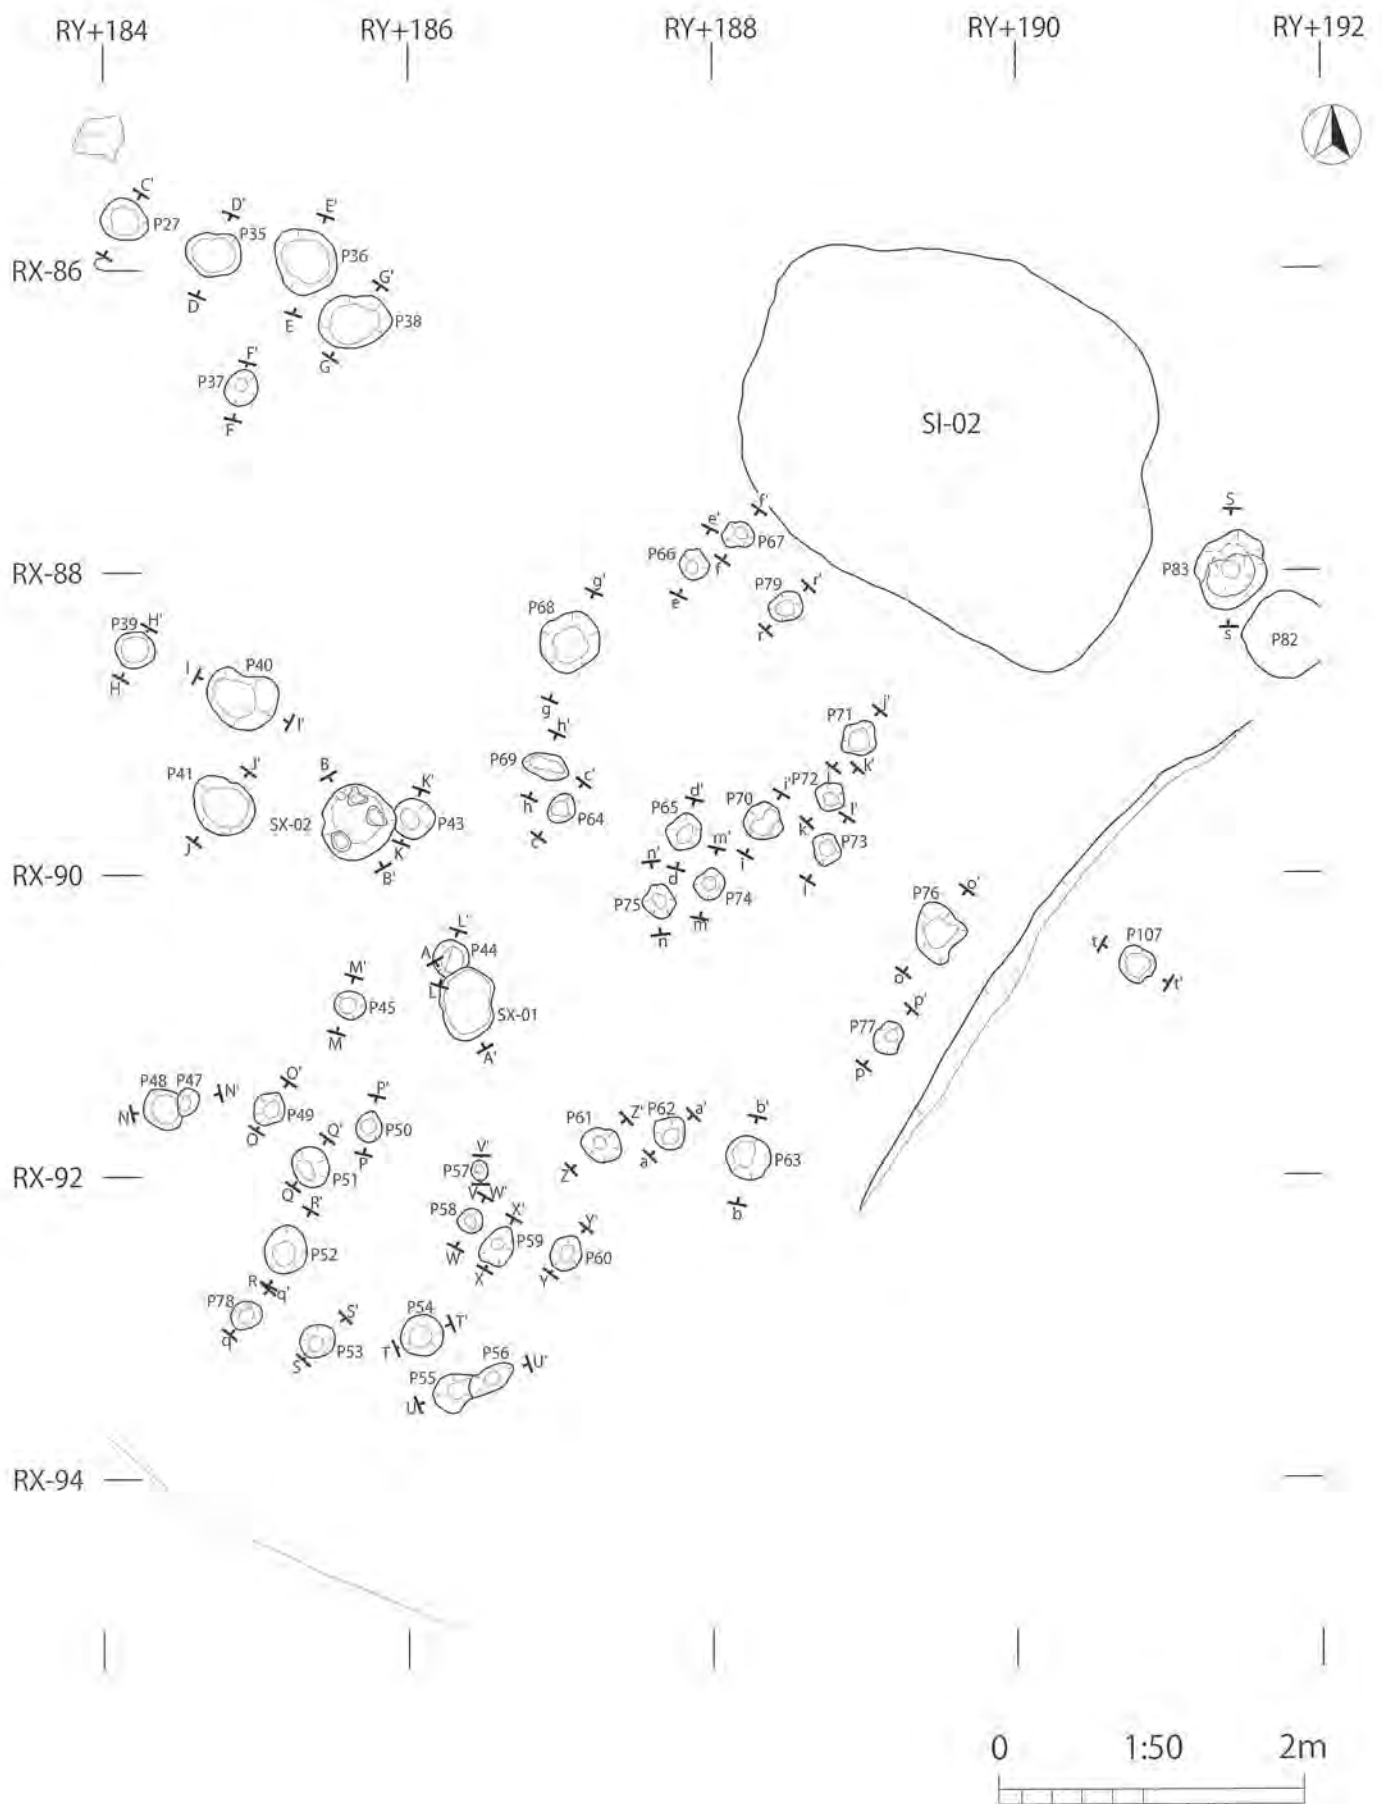 RY+184 RY+186 RY+188 RY+190 RY+192
C'
P27
C
D'
P35
D
E'
P36
E
G'
P38
G
RX-86
F'
P37
F
SI-02
f'
e'
P67
P66
f
e
S
P83
s
P82
RX-88
P79
r'
r
g'
P68
g
P39
H'
H
I
P40
I'
h'
P69
h
c'
P64
c
P71
j'
j
k'
P72
k
l'
P73
l
P41
J'
J
B
SX-02
B'
K'
P43
K
d'
P65
d
i'
P70
i
m'
P74
m
n'
P75
n
RX-90
P76
o'
o
P107
t
t'
L'
P44
A
L
SX-01
A'
M'
P45
M
P77
p'
p
P48
P47
N'
N
O'
P49
O
P'
P50
P
Q'
P51
Q
P61
Z'
Z
P62
a'
a
b'
P63
b
RX-92
V'
P57
V
W'
P58
W
X'
P59
X
Y'
P60
Y
R'
P52
R
q'
P78
q
S'
P53
S
P54
T'
T
P56
U'
P55
U
RX-94
0 1:50 2m